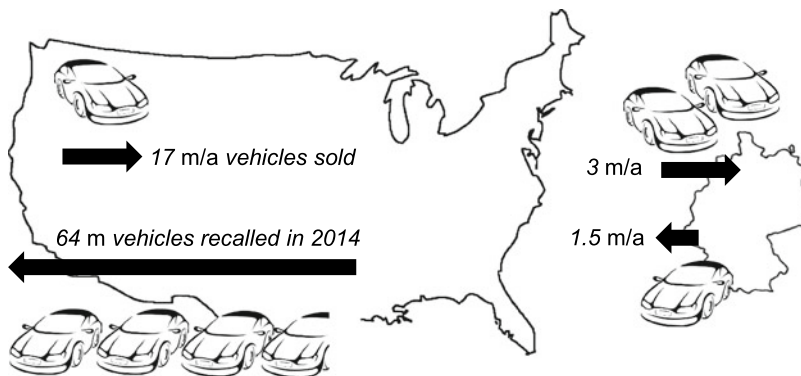 17 m/a vehicles sold
3 m/a
64 m vehicles recalled in 2014
1.5 m/a